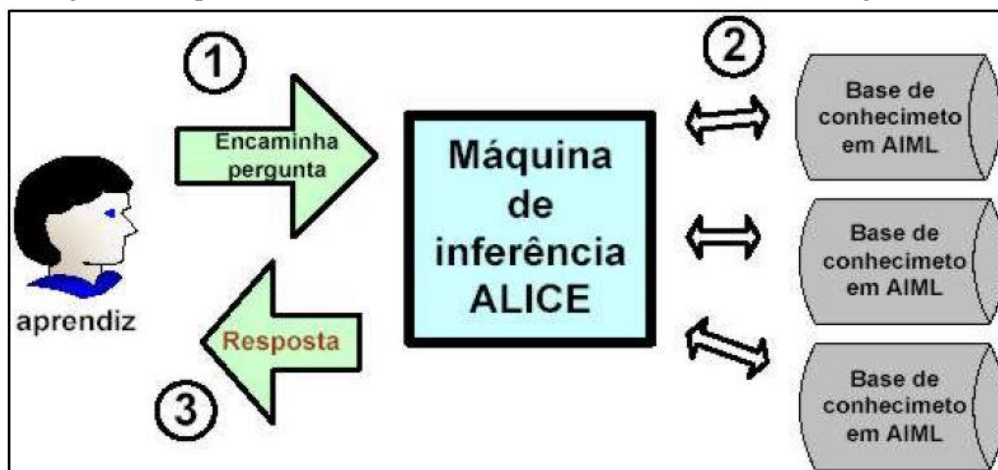 1
Encaminha
pergunta
aprendiz
Máquina
de
inferência
ALICE
2
Base de
conhecimeto
em AIML
Base de
conhecimeto
em AIML
Base de
conhecimeto
em AIML
Resposta
3